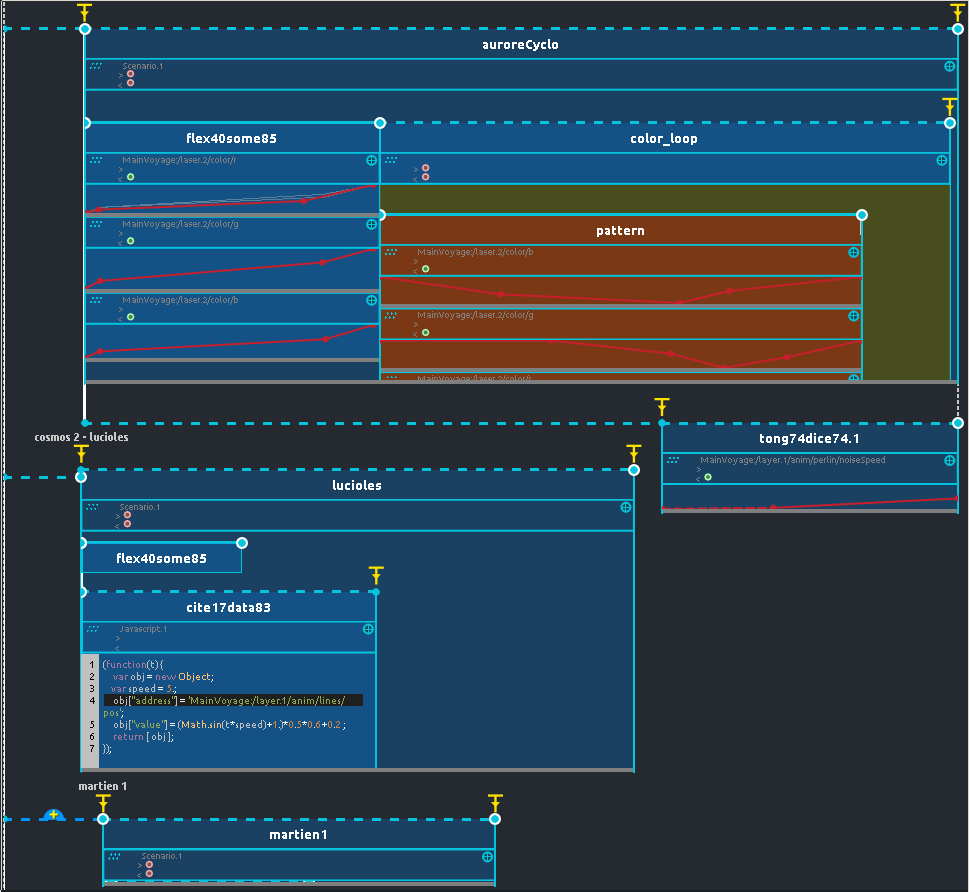 auroreCyclo
Scenario.1
>
<
flex40some85
color_loop
MainVoyage:/laser.2/color/r
>
<
>
<
MainVoyage:/laser.2/color/g
>
<
pattern
MainVoyage:/laser.2/color/b
>
<
MainVoyage:/laser.2/color/b
>
<
MainVoyage:/laser.2/color/g
>
<
MainVoyage:/laser.2/color/r
cosmos 2 - lucioles
tong74dice74.1
MainVoyage:/layer.1/anim/perlin/noiseSpeed
>
<
lucioles
Scenario.1
>
<
flex40some85
cite17data83
Javascript.1
>
<
1 (function(t){
2 var obj = new Object;
3 var speed = 5.;
4 obj["address"] = 'MainVoyage:/layer.1/anim/lines/
pos';
5 obj["value"] = (Math.sin(t*speed)+1.)*0.5*0.6+0.2 ;
6 return [ obj ];
7 });
martien 1
martien1
Scenario.1
>
<